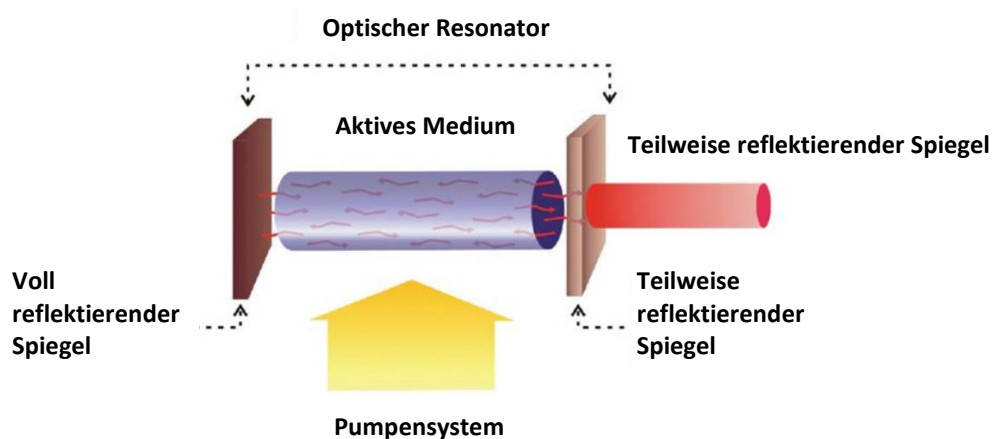 Optischer Resonator
Aktives Medium
Teilweise reflektierender Spiegel
Voll
reflektierender
Spiegel
Teilweise
reflektierender
Spiegel
Pumpensystem